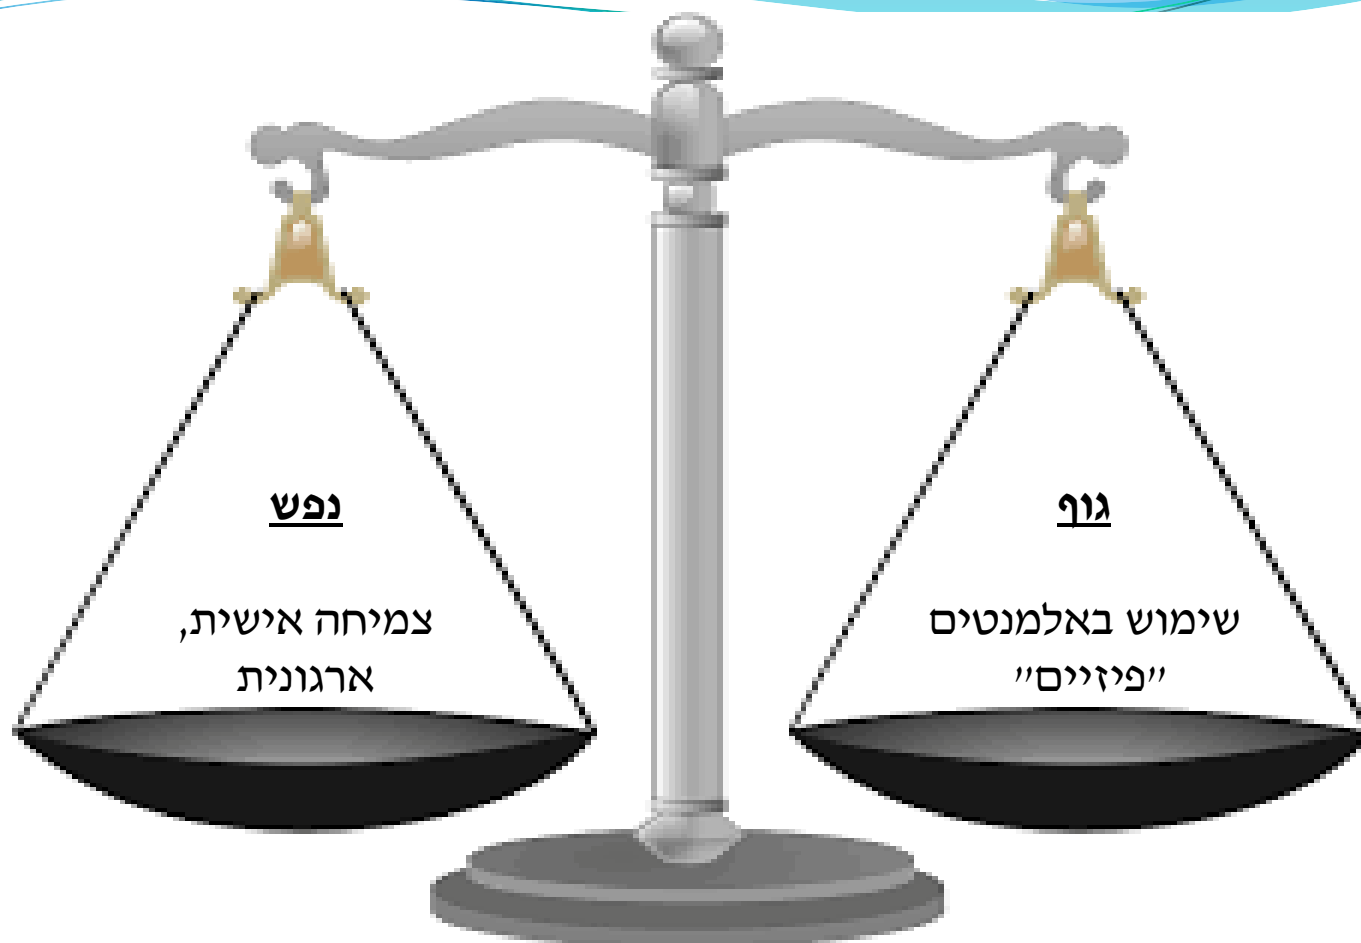 גוף
שימוש באלמנטים
"פיזיים"
נפש
צמיחה אישית,
ארגונית